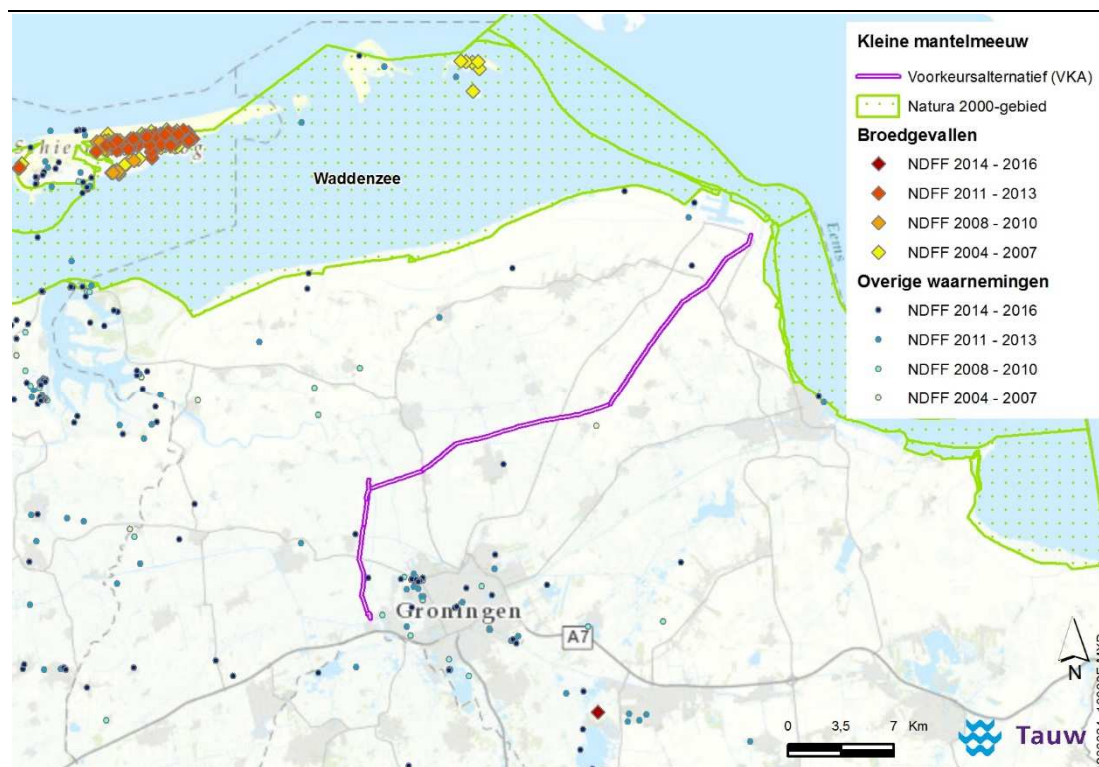 Kleine mantelmeeuw
Voorkeursalternatief (VKA)
Natura 2000-gebied
Broedgevallen
NDFF 2014 - 2016
NDFF 2011 - 2013
NDFF 2008 - 2010
NDFF 2004 - 2007
Overige waarnemingen
NDFF 2014 - 2016
NDFF 2011 - 2013
NDFF 2008 - 2010
NDFF 2004 - 2007
Waddenzee
Eems
Groningen
A7
N
0 3,5 7 Km
Tauw